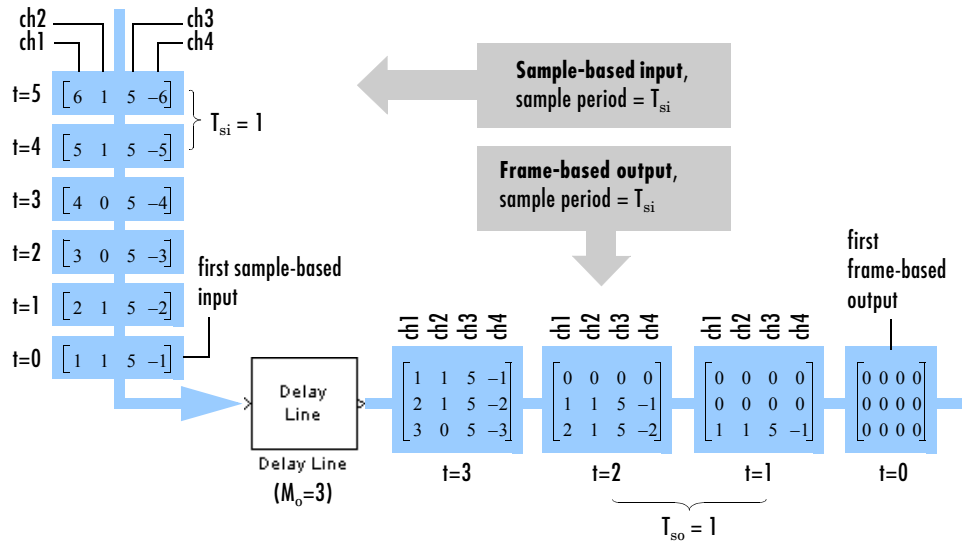 ch2
ch3
ch1
ch4
t=5 [6 1 5 –6]
T_si = 1
t=4 [5 1 5 –5]
t=3 [4 0 5 –4]
t=2 [3 0 5 –3]
t=1 [2 1 5 –2]
t=0 [1 1 5 –1]
first sample-based
input
Sample-based input,
sample period = T_si
Frame-based output,
sample period = T_si
first
frame-based
output
Delay
Line
Delay Line
(M_o=3)
ch1 ch2 ch3 ch4
1 1 5 –1
2 1 5 –2
3 0 5 –3
t=3
ch1 ch2 ch3 ch4
0 0 0 0
1 1 5 –1
2 1 5 –2
t=2
ch1 ch2 ch3 ch4
0 0 0 0
0 0 0 0
1 1 5 –1
t=1
0 0 0 0
0 0 0 0
0 0 0 0
t=0
T_so = 1